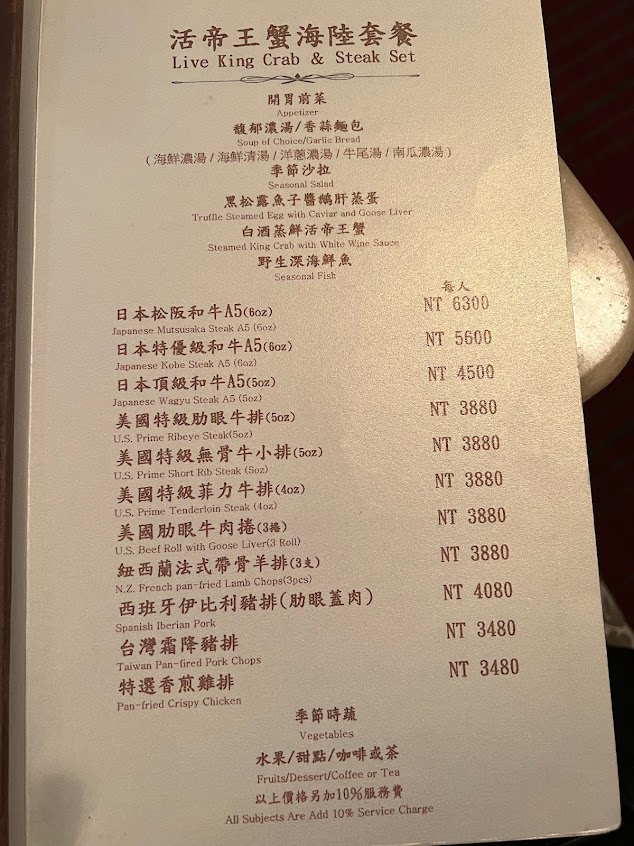 活帝王蟹海陸套餐
Live King Crab & Steak Set
開胃前菜
Appetizer
馥郁濃湯/香蒜麵包
Soup of Choice/Garlic Bread
(海鮮濃湯/海鮮清湯/洋蔥濃湯/牛尾湯/南瓜濃湯)
季節沙拉
Seasonal Salad
黑松露魚子醬鵝肝蒸蛋
Truffle Steamed Egg with Caviar and Goose Liver
白酒蒸鮮活帝王蟹
Steamed King Crab with White Wine Sauce
野生深海鮮魚
Seasonal Fish
每人
日本松阪和牛A5(6oz) NT 6300
Japanese Mutsusaka Steak A5 (6oz)
日本特優級和牛A5(6oz) NT 5600
Japanese Kobe Steak A5 (6oz)
日本頂級和牛A5(5oz) NT 4500
Japanese Wagyu Steak A5 (5oz)
美國特級肋眼牛排(5oz) NT 3880
U.S. Prime Ribeye Steak(5oz)
美國特級無骨牛小排(5oz) NT 3880
U.S. Prime Short Rib Steak (5oz)
美國特級菲力牛排(4oz) NT 3880
U.S. Prime Tenderloin Steak (4oz)
美國肋眼牛肉捲(3捲) NT 3880
U.S. Beef Roll with Goose Liver(3 Roll)
紐西蘭法式帶骨羊排(3支) NT 3880
N.Z. French pan-fried Lamb Chops(3pcs)
西班牙伊比利豬排(肋眼蓋肉) NT 4080
Spanish Iberian Pork
台灣霜降豬排 NT 3480
Taiwan Pan-fired Pork Chops
特選香煎雞排 NT 3480
Pan-fried Crispy Chicken
季節時蔬
Vegetables
水果/甜點/咖啡或茶
Fruits/Dessert/Coffee or Tea
以上價格另加10%服務費
All Subjects Are Add 10% Service Charge